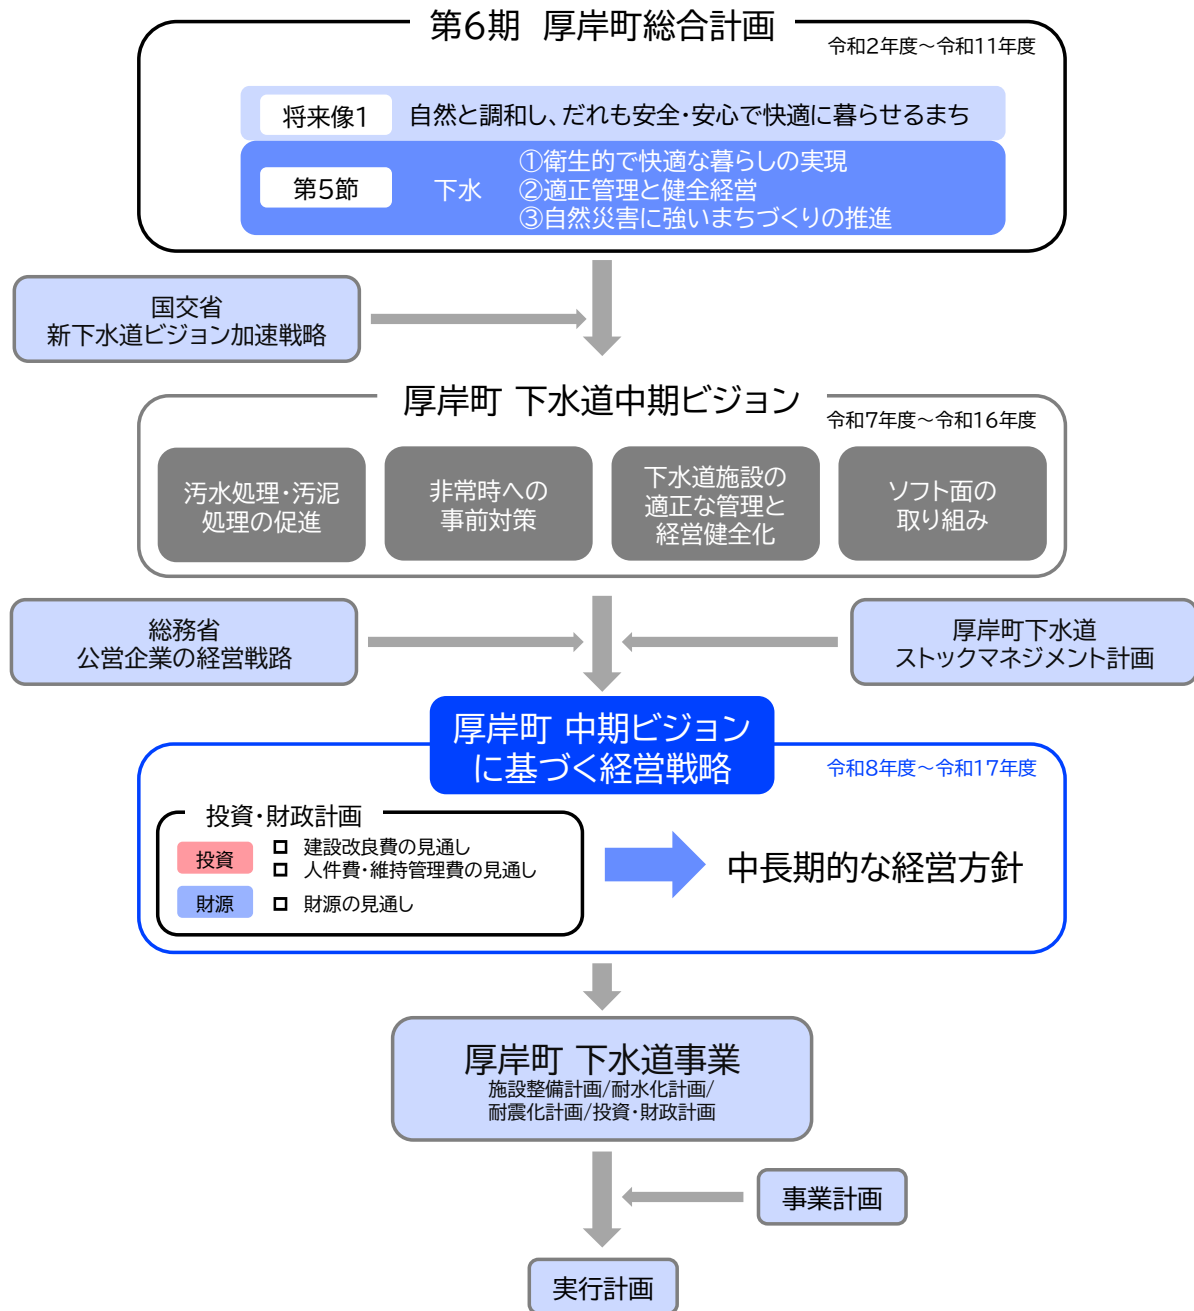 第6期 厚岸町総合計画
令和2年度～令和11年度
将来像1
自然と調和し、だれも安全・安心で快適に暮らせるまち
第5節
下水
①衛生的で快適な暮らしの実現
②適正管理と健全経営
③自然災害に強いまちづくりの推進
国交省
新下水道ビジョン加速戦略
厚岸町 下水道中期ビジョン
令和7年度～令和16年度
汚水処理・汚泥
処理の促進
非常時への
事前対策
下水道施設の
適正な管理と
経営健全化
ソフト面の
取り組み
総務省
公営企業の経営戦路
厚岸町下水道
ストックマネジメント計画
厚岸町 中期ビジョン
に基づく経営戦略
令和8年度～令和17年度
投資・財政計画
投資
建設改良費の見通し
人件費・維持管理費の見通し
財源
財源の見通し
中長期的な経営方針
厚岸町 下水道事業
施設整備計画/耐水化計画/
耐震化計画/投資・財政計画
事業計画
実行計画